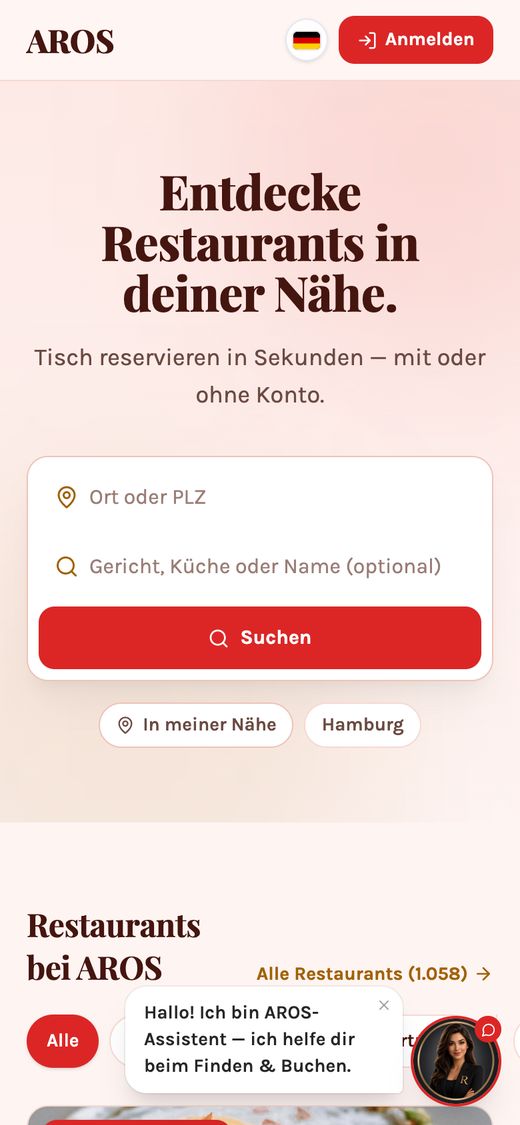 AROS
Anmelden
Entdecke
Restaurants in
deiner Nähe.
Tisch reservieren in Sekunden — mit oder
ohne Konto.
Ort oder PLZ
Gericht, Küche oder Name (optional)
Suchen
In meiner Nähe
Hamburg
Restaurants
bei AROS
Alle Restaurants (1.058) →
Hallo! Ich bin AROS-
Assistent — ich helfe dir
beim Finden & Buchen.
Alle
R